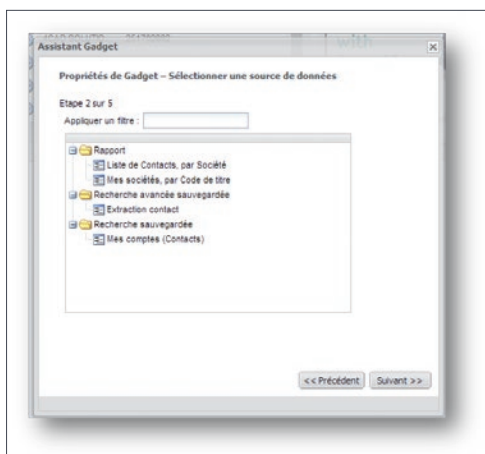 with
Assistant Gadget
Propriétés de Gadget – Sélectionner une source de données
Etape 2 sur 5
Appliquer un filtre :
Rapport
Liste de Contacts, par Société
Mes sociétés, par Code de titre
Recherche avancée sauvegardée
Extraction contact
Recherche sauvegardée
Mes comptes (Contacts)
<< Précédent Suivant >>